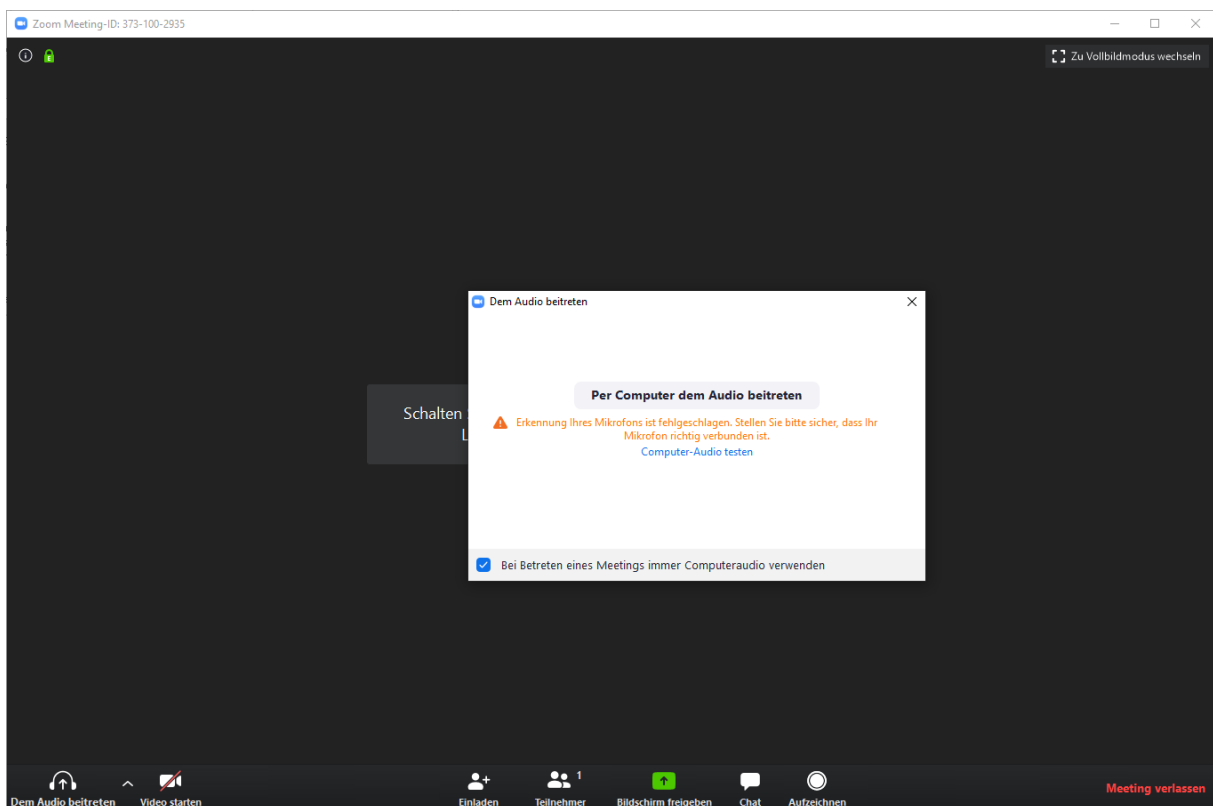 Zoom Meeting-ID: 373-100-2935
Zu Vollbildmodus wechseln
Dem Audio beitreten
Schalten
L
Per Computer dem Audio beitreten
Erkennung Ihres Mikrofons ist fehlgeschlagen. Stellen Sie bitte sicher, dass Ihr
Mikrofon richtig verbunden ist.
Computer-Audio testen
Bei Betreten eines Meetings immer Computeraudio verwenden
1
Dem Audio beitreten Video starten Einladen Teilnehmer Bildschirm freigeben Chat Aufzeichnen Meeting verlassen